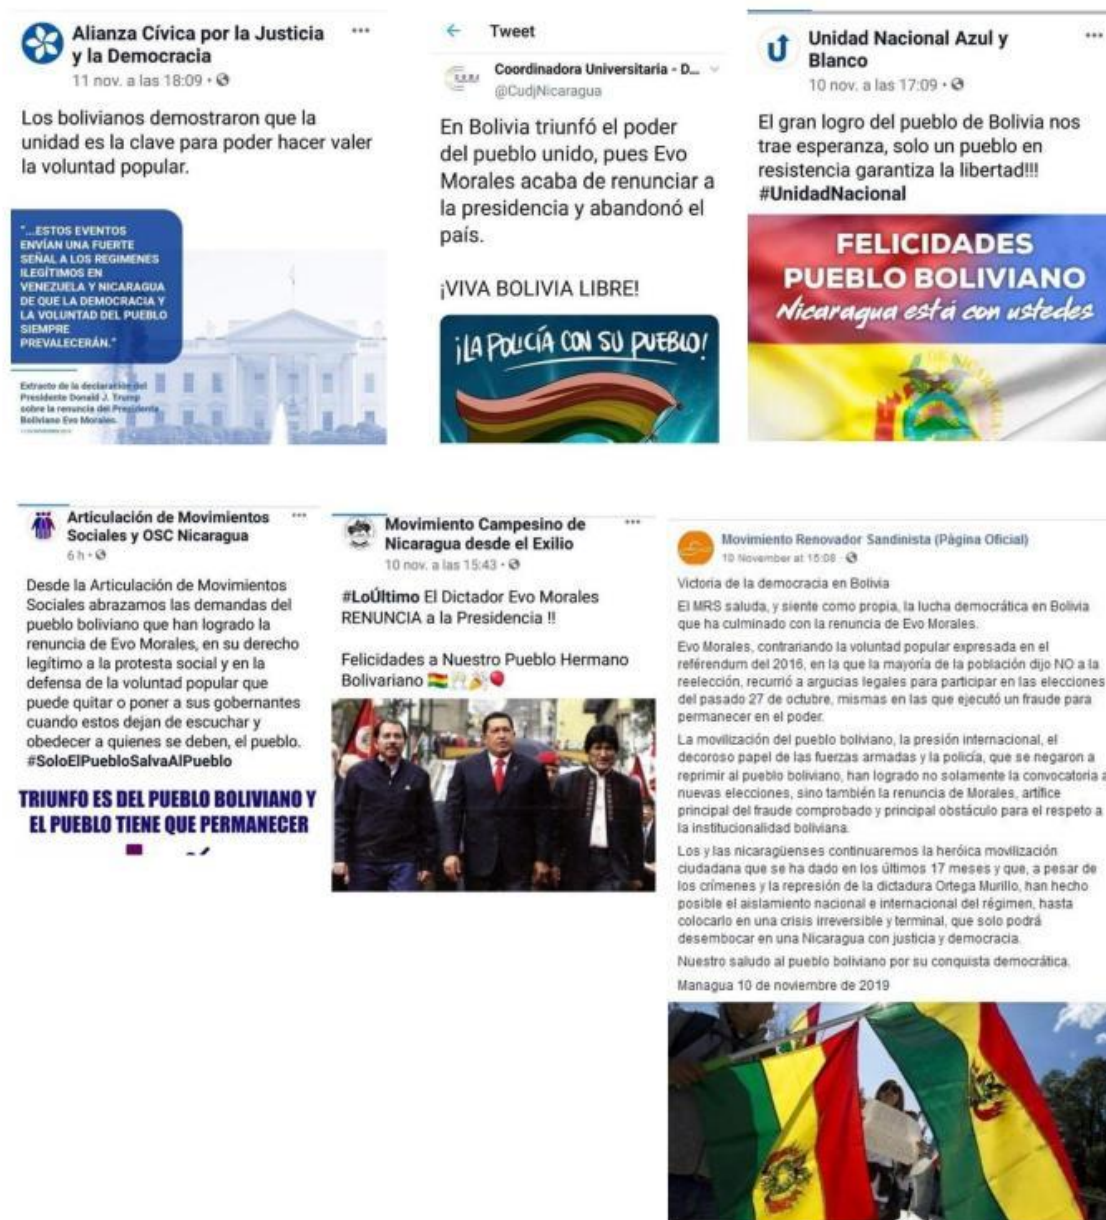 Alianza Cívica por la Justicia
y la Democracia
11 nov. a las 18:09
Los bolivianos demostraron que la
unidad es la clave para poder hacer valer
la voluntad popular.
"...ESTOS EVENTOS
ENVÍAN UNA FUERTE
SEÑAL A LOS REGIMENES
ILEGÍTIMOS EN
VENEZUELA Y NICARAGUA
DE QUE LA DEMOCRACIA Y
LA VOLUNTAD DEL PUEBLO
SIEMPRE
PREVALECERÁN."
Extracto de la declaración del
Presidente Donald J. Trump
sobre la renuncia del Presidente
Boliviano Evo Morales.
Tweet
Coordinadora Universitaria - D...
@CudjNicaragua
En Bolivia triunfó el poder
del pueblo unido, pues Evo
Morales acaba de renunciar a
la presidencia y abandonó el
país.
¡VIVA BOLIVIA LIBRE!
¡LA POLICÍA CON SU PUEBLO!
Unidad Nacional Azul y
Blanco
10 nov. a las 17:09
El gran logro del pueblo de Bolivia nos
trae esperanza, solo un pueblo en
resistencia garantiza la libertad!!!
#UnidadNacional
FELICIDADES
PUEBLO BOLIVIANO
Nicaragua está con ustedes
Articulación de Movimientos
Sociales y OSC Nicaragua
6 h
Desde la Articulación de Movimientos
Sociales abrazamos las demandas del
pueblo boliviano que han logrado la
renuncia de Evo Morales, en su derecho
legítimo a la protesta social y en la
defensa de la voluntad popular que
puede quitar o poner a sus gobernantes
cuando estos dejan de escuchar y
obedecer a quienes se deben, el pueblo.
#SoloElPuebloSalvaAlPueblo
TRIUNFO ES DEL PUEBLO BOLIVIANO Y
EL PUEBLO TIENE QUE PERMANECER
Movimiento Campesino de
Nicaragua desde el Exilio
10 nov. a las 15:43
#LoÚltimo El Dictador Evo Morales
RENUNCIA a la Presidencia !!
Felicidades a Nuestro Pueblo Hermano
Bolivariano
Movimiento Renovador Sandinista (Página Oficial)
10 November at 15:08
Victoria de la democracia en Bolivia
El MRS saluda, y siente como propia, la lucha democrática en Bolivia
que ha culminado con la renuncia de Evo Morales.
Evo Morales, contrariando la voluntad popular expresada en el
referéndum del 2016, en la que la mayoría de la población dijo NO a la
reelección, recurrió a argucias legales para participar en las elecciones
del pasado 27 de octubre, mismas en las que ejecutó un fraude para
permanecer en el poder.
La movilización del pueblo boliviano, la presión internacional, el
decoroso papel de las fuerzas armadas y la policía, que se negaron a
reprimir al pueblo boliviano, han logrado no solamente la convocatoria a
nuevas elecciones, sino también la renuncia de Morales, artífice
principal del fraude comprobado y principal obstáculo para el respeto a
la institucionalidad boliviana.
Los y las nicaragüenses continuaremos la heróica movilización
ciudadana que se ha dado en los últimos 17 meses y que, a pesar de
los crímenes y la represión de la dictadura Ortega Murillo, han hecho
posible el aislamiento nacional e internacional del régimen, hasta
colocarlo en una crisis irreversible y terminal, que solo podrá
desembocar en una Nicaragua con justicia y democracia.
Nuestro saludo al pueblo boliviano por su conquista democrática.
Managua 10 de noviembre de 2019